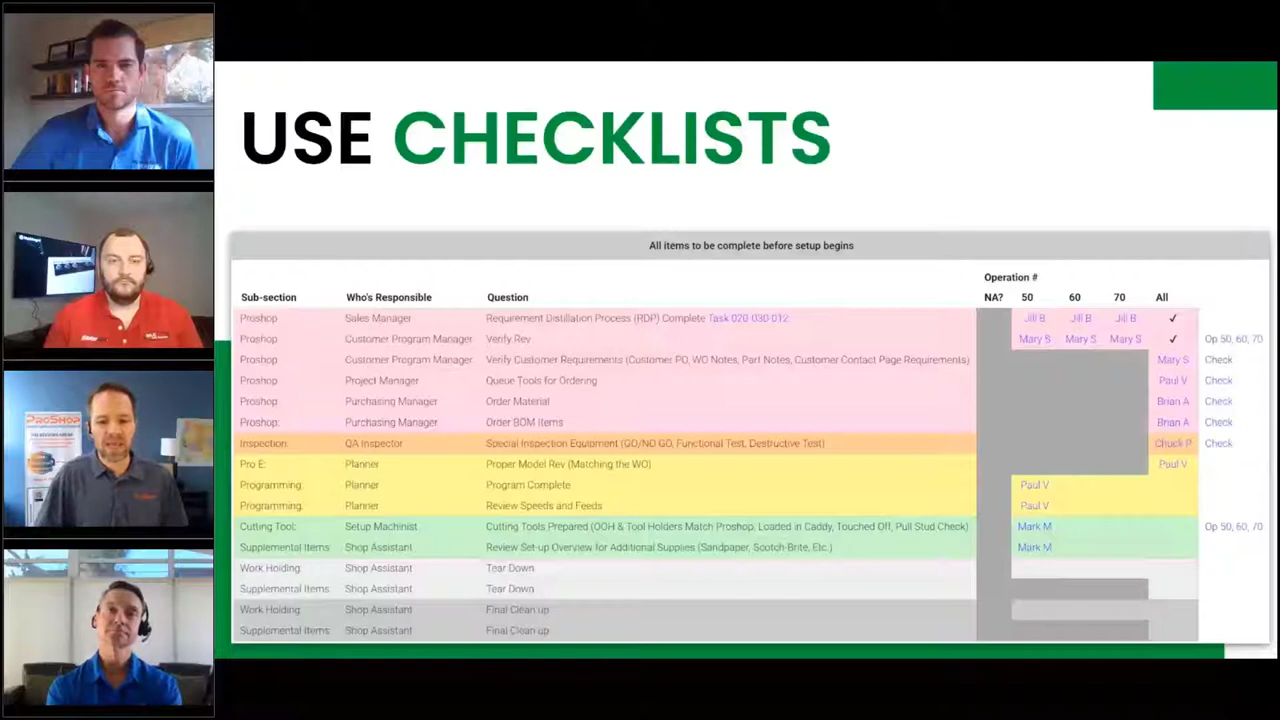 USE CHECKLISTS
All items to be complete before setup begins
Operation #
Sub-section Who's Responsible Question NA? 50 60 70 All
Proshop Sales Manager Requirement Distillation Process (RDP) Complete Task 020-030-012 Jill B Jill B Jill B ✓
Proshop Customer Program Manager Verify Rev Mary S Mary S Mary S ✓ Op 50, 60, 70
Proshop Customer Program Manager Verify Customer Requirements (Customer PO, WO Notes, Part Notes, Customer Contact Page Requirements) Mary S Check
Proshop Project Manager Queue Tools for Ordering Paul V Check
Proshop Purchasing Manager Order Material Brian A Check
Proshop: Purchasing Manager Order BOM Items Brian A Check
Inspection: QA Inspector Special Inspection Equipment (GO/NO GO, Functional Test, Destructive Test) Chuck P Check
Pro E: Planner Proper Model Rev (Matching the WO) Paul V
Programming: Planner Program Complete Paul V
Programming: Planner Review Speeds and Feeds Paul V
Cutting Tool: Setup Machinist Cutting Tools Prepared (OOH & Tool Holders Match Proshop, Loaded in Caddy, Touched Off, Pull Stud Check) Mark M Op 50, 60, 70
Supplemental Items: Shop Assistant Review Set-up Overview for Additional Supplies (Sandpaper, Scotch-Brite, Etc.) Mark M
Work Holding: Shop Assistant Tear Down
Supplemental Items: Shop Assistant Tear Down
Work Holding: Shop Assistant Final Clean up
Supplemental Items: Shop Assistant Final Clean up
PROSHOP